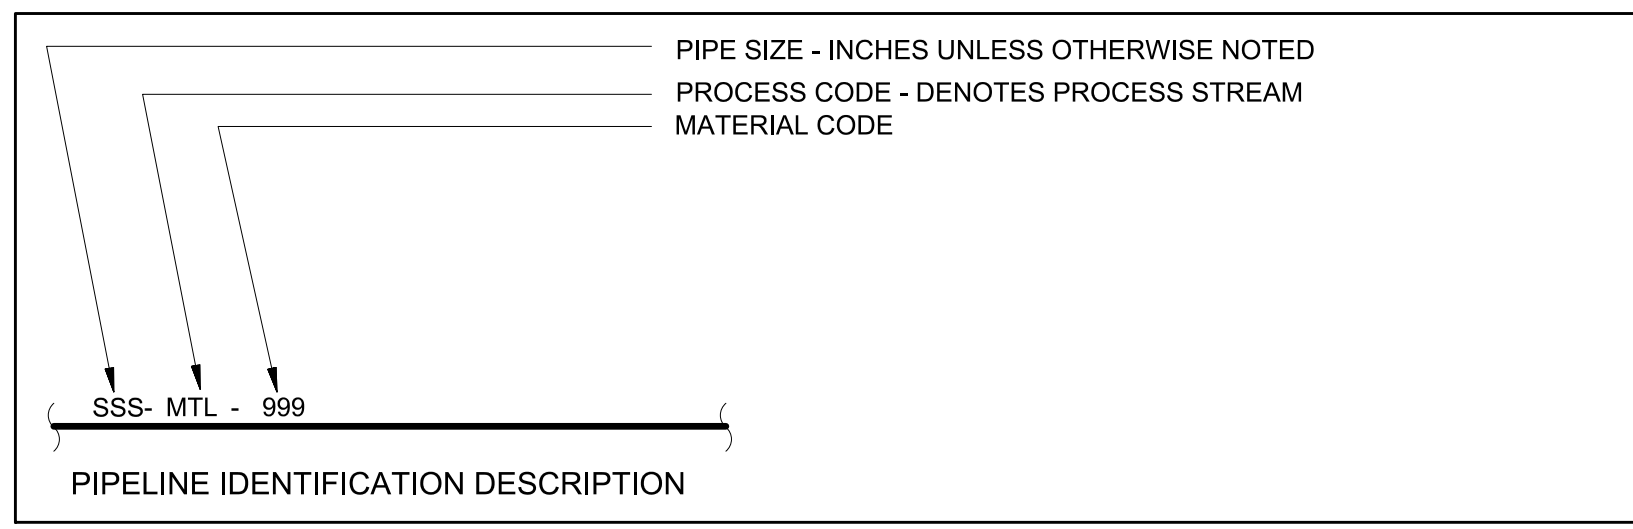 PIPE SIZE - INCHES UNLESS OTHERWISE NOTED
PROCESS CODE - DENOTES PROCESS STREAM
MATERIAL CODE
SSS- MTL - 999
PIPELINE IDENTIFICATION DESCRIPTION